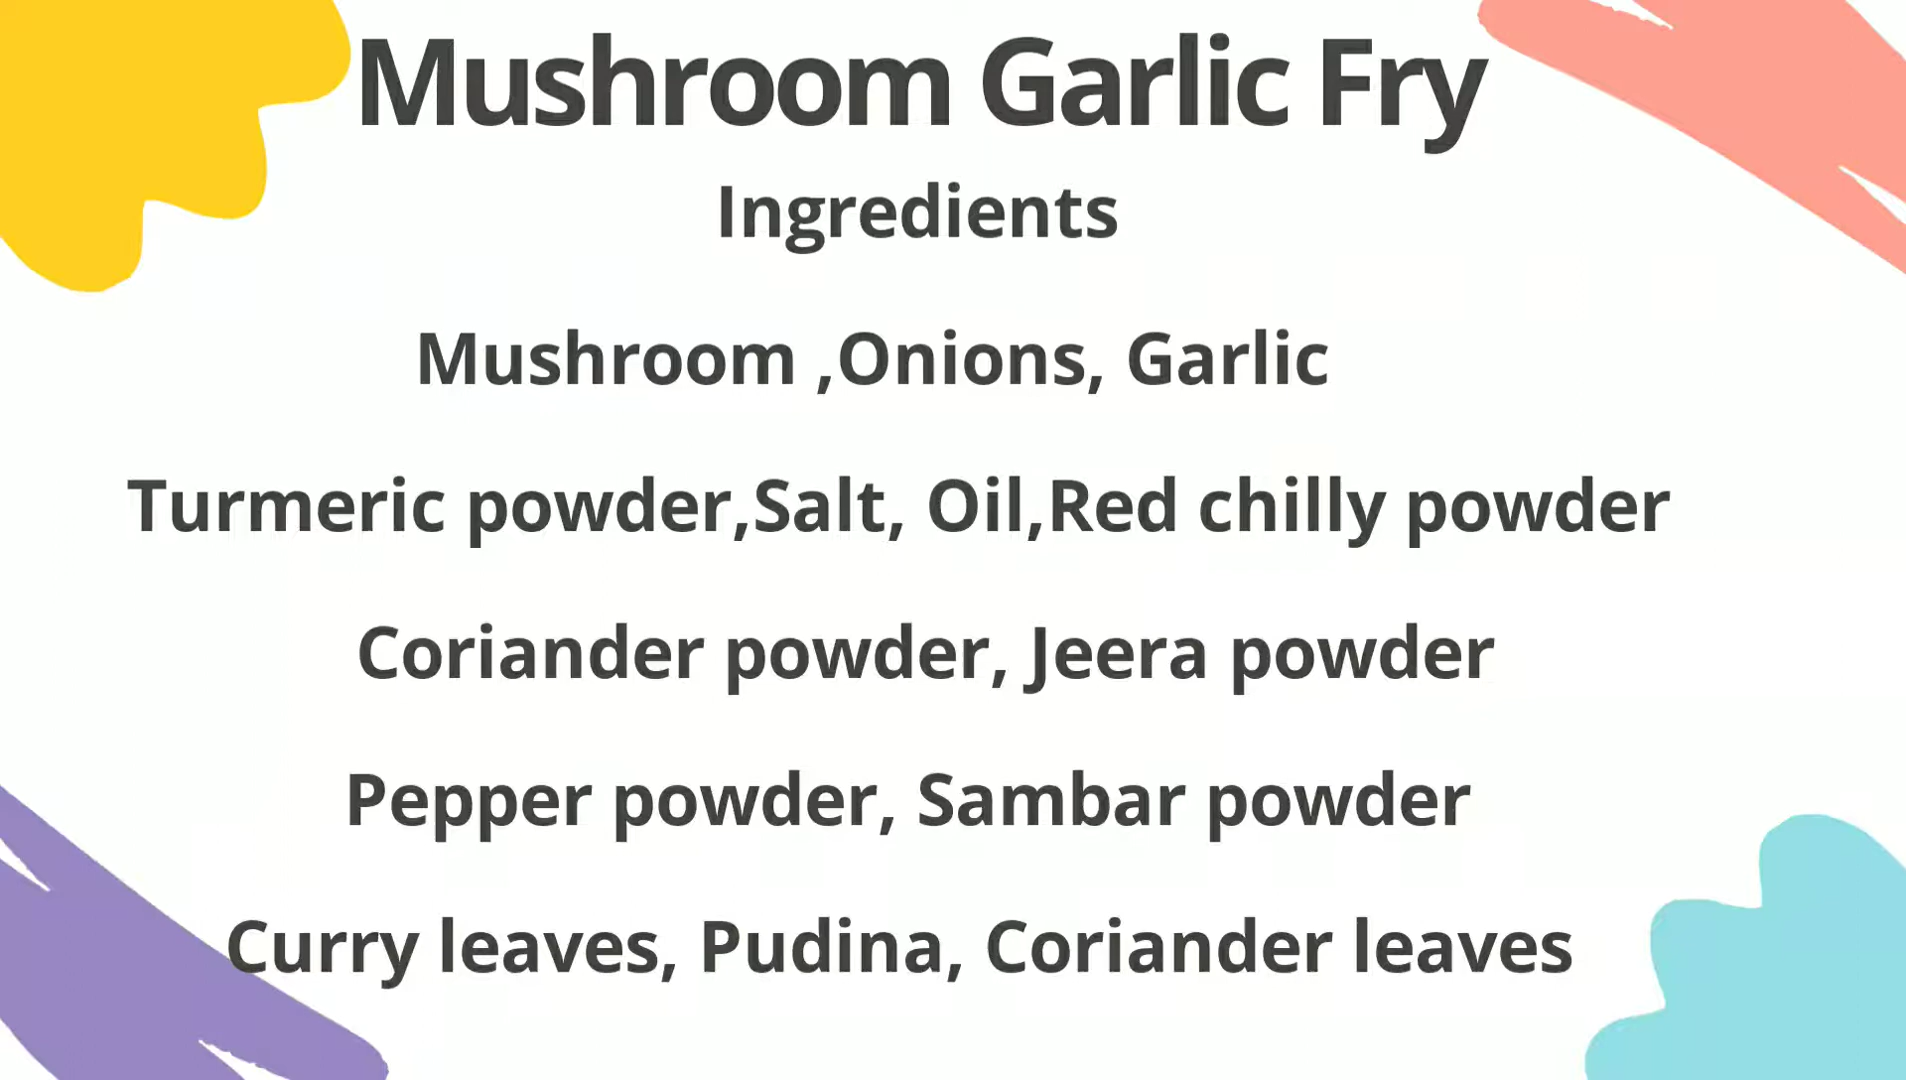 Mushroom Garlic Fry
Ingredients
Mushroom ,Onions, Garlic
Turmeric powder,Salt, Oil,Red chilly powder
Coriander powder, Jeera powder
Pepper powder, Sambar powder
Curry leaves, Pudina, Coriander leaves